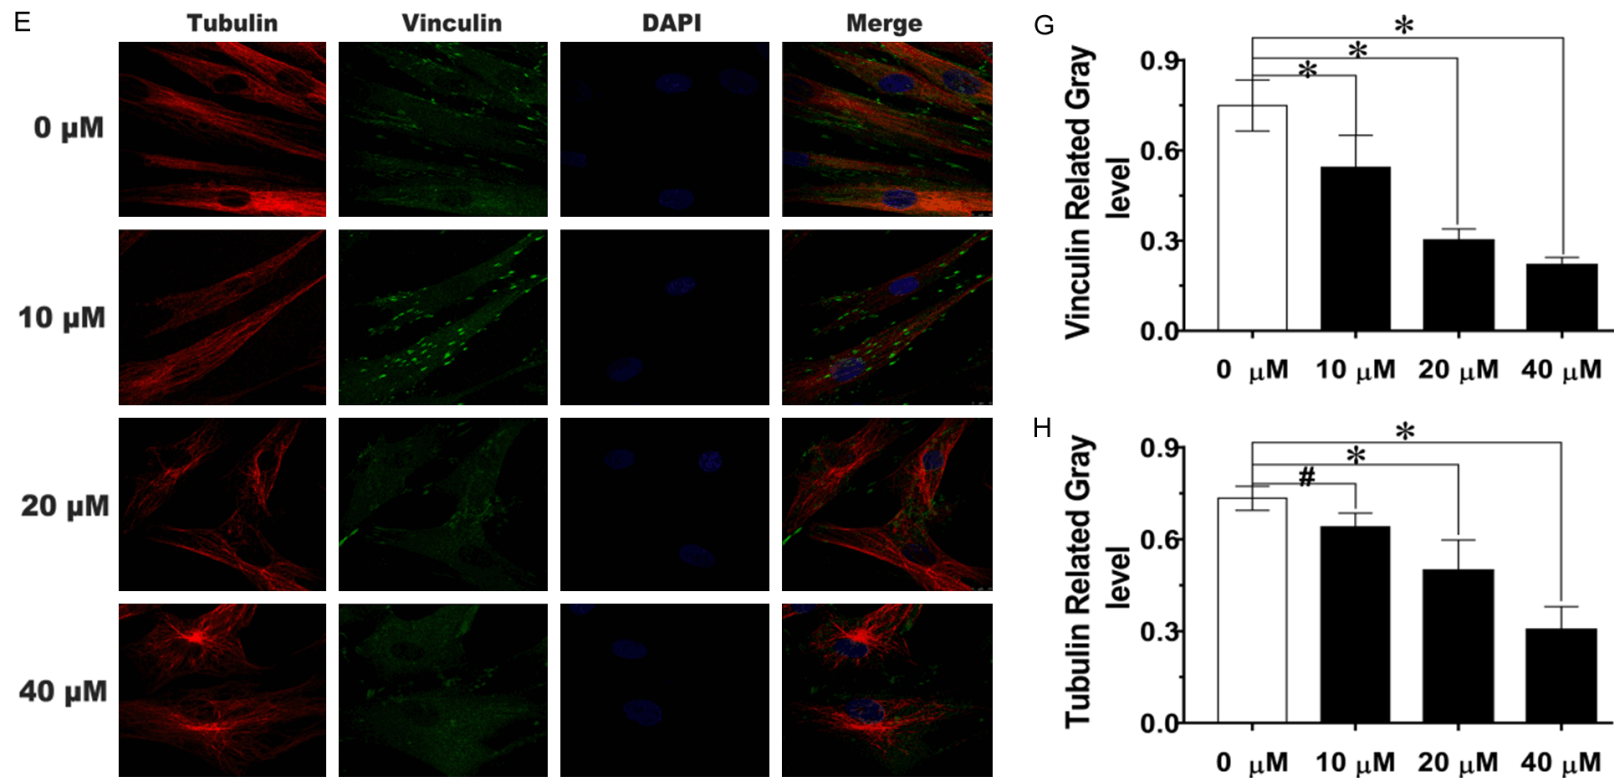 E
Tubulin Vinculin DAPI Merge
0 µM
10 µM
20 µM
40 µM
G
Vinculin Related Gray
level
0.9
0.6
0.3
0.0
* * *
0 µM 10 µM 20 µM 40 µM
H
Tubulin Related Gray
level
0.9
0.6
0.3
0.0
# * *
0 µM 10 µM 20 µM 40 µM